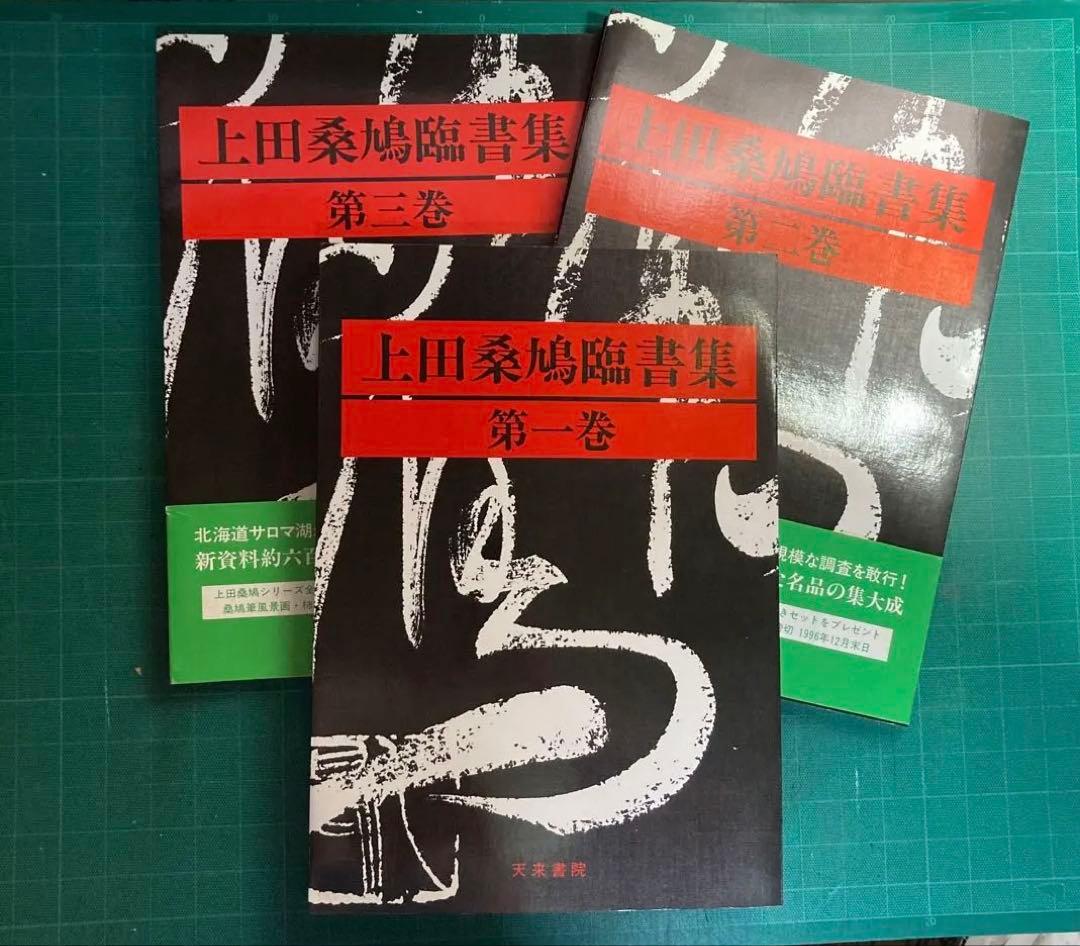 上田桑鳩臨書集
第三巻
北海道サロマ湖
新資料約六百
上田桑鳩シリーズ全
桑鳩筆風景画・
上田桑鳩臨書集
第二巻
規模な調査を敢行!
名品の集大成
きセットをプレゼント
切 1996年12月末日
上田桑鳩臨書集
第一巻
天来書院